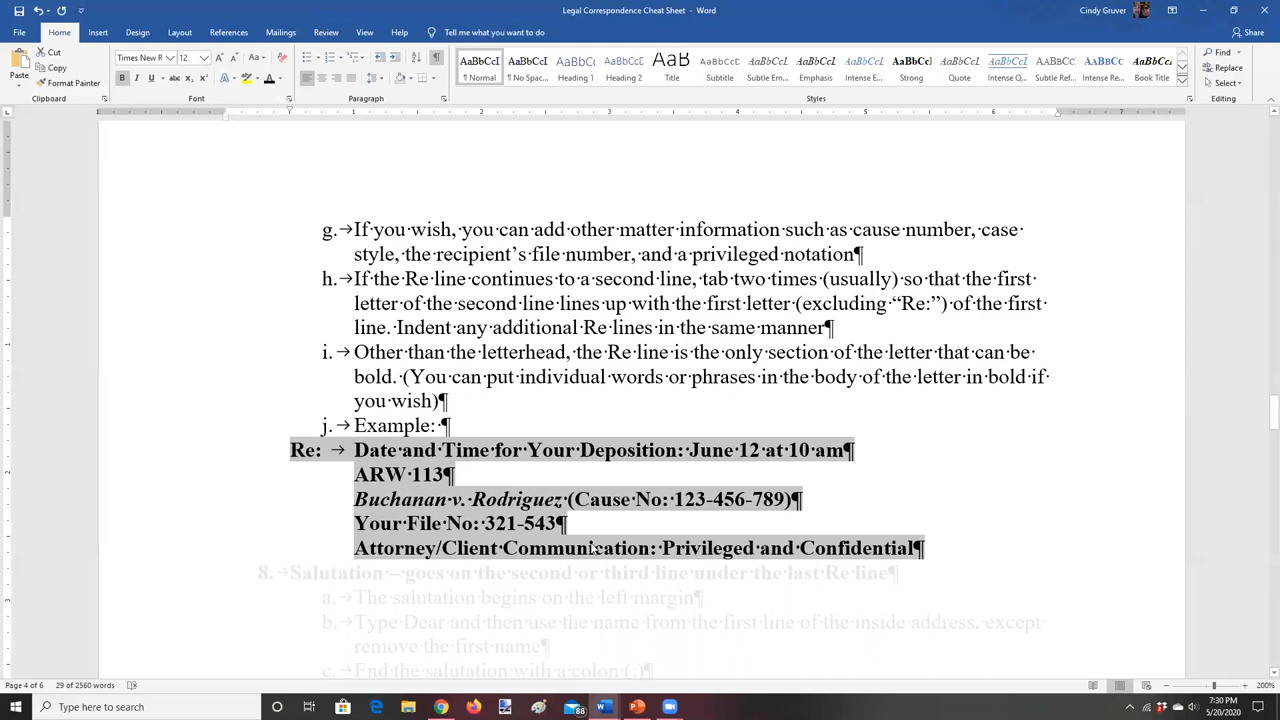 Legal Correspondence Cheat Sheet - Word
Cindy Gruver
File Home Insert Design Layout References Mailings Review View Help Tell me what you want to do Share
Paste
Cut
Copy
Format Painter
Clipboard
Times New R 12
Font
Paragraph
AaBbCcI AaBbCcI AaBbCc AaBbCcI AaB AaBbCcC AaBbCcI AaBbCcI AaBbCcI AaBbCcI AaBbCcI AaBbCcI AaBbCcC AaBbCcI AaBbCcI
¶ Normal ¶ No Spac... Heading 1 Heading 2 Title Subtitle Subtle Em... Emphasis Intense E... Strong Quote Intense Q... Subtle Ref... Intense Re... Book Title
Styles
Find
Replace
Select
Editing
g. If you wish, you can add other matter information such as cause number, case
style, the recipient’s file number, and a privileged notation¶
h. If the Re line continues to a second line, tab two times (usually) so that the first
letter of the second line lines up with the first letter (excluding “Re:”) of the first
line. Indent any additional Re lines in the same manner¶
i. Other than the letterhead, the Re line is the only section of the letter that can be
bold. (You can put individual words or phrases in the body of the letter in bold if
you wish)¶
j. Example: ¶
Re: Date and Time for Your Deposition: June 12 at 10 am¶
ARW 113¶
Buchanan v. Rodriguez (Cause No: 123-456-789)¶
Your File No: 321-543¶
Attorney/Client Communication: Privileged and Confidential¶
8. Salutation – goes on the second or third line under the last Re line¶
a. The salutation begins on the left margin¶
b. Type Dear and then use the name from the first line of the inside address, except
remove the first name¶
c. End the salutation with a colon (:)¶
Page 4 of 6 29 of 2560 words 200%
Type here to search
88
7:30 PM
5/20/2020